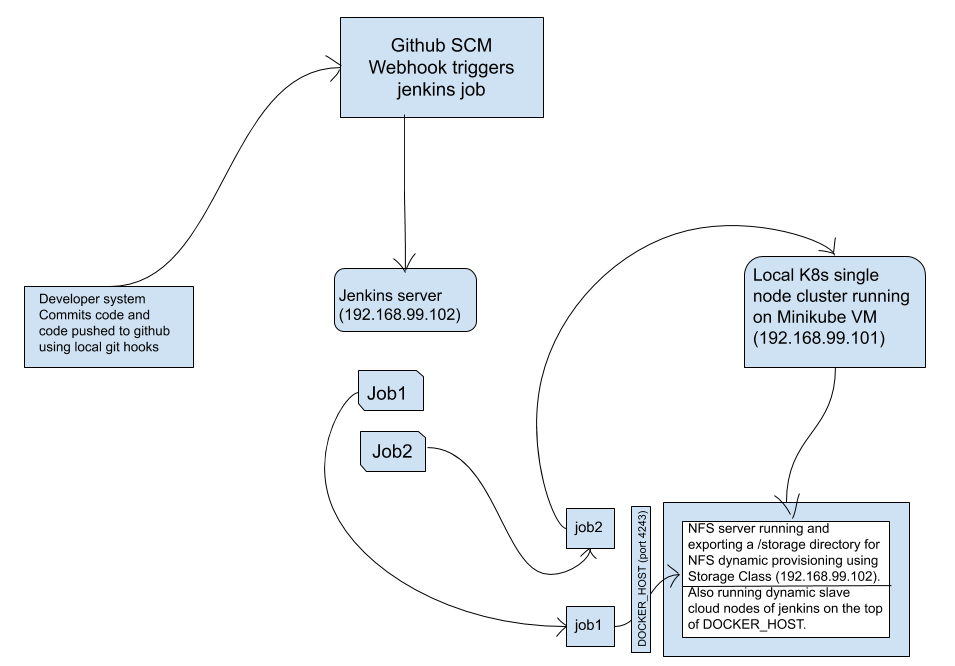 Github SCM
Webhook triggers
jenkins job
Developer system
Commits code and
code pushed to github
using local git hooks
Jenkins server
(192.168.99.102)
Local K8s single
node cluster running
on Minikube VM
(192.168.99.101)
Job1
Job2
job2
job1
DOCKER_HOST (port 4243)
NFS server running and
exporting a /storage directory for
NFS dynamic provisioning using
Storage Class (192.168.99.102).
Also running dynamic slave
cloud nodes of jenkins on the top
of DOCKER_HOST.